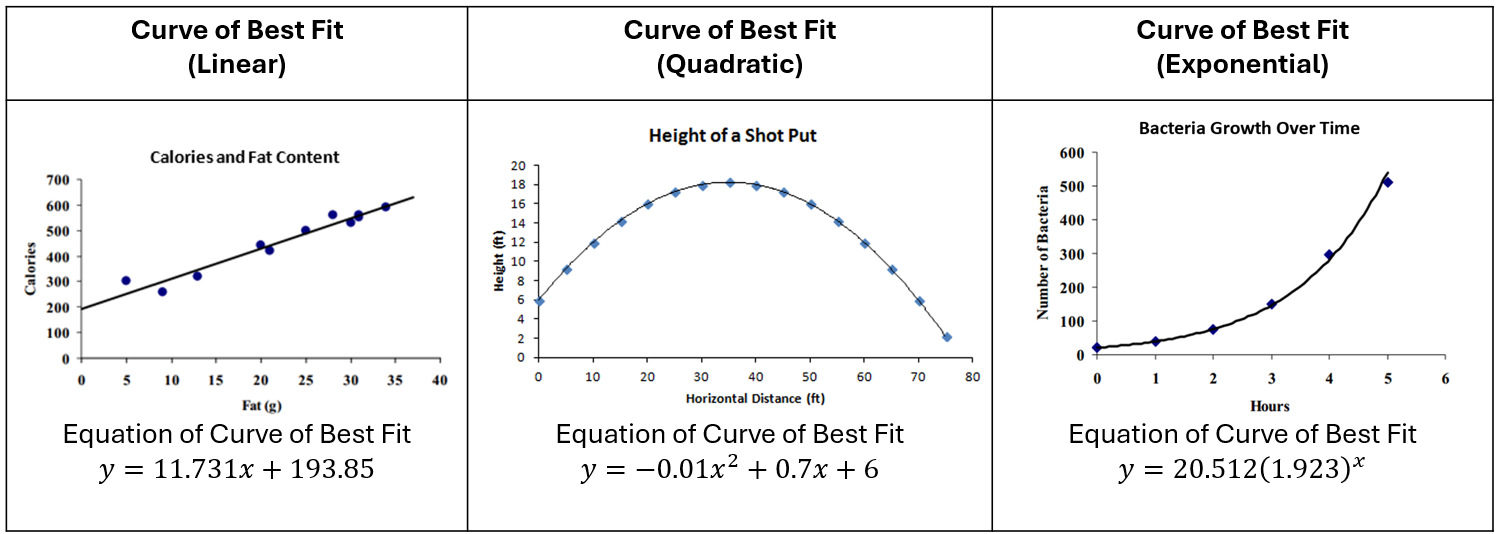 Curve of Best Fit
(Linear)
Curve of Best Fit
(Quadratic)
Curve of Best Fit
(Exponential)
Calories and Fat Content
700
600
500
400
300
200
100
0
Calories
0 5 10 15 20 25 30 35 40
Fat (g)
Equation of Curve of Best Fit
y = 11.731x + 193.85
Height of a Shot Put
20
18
16
14
12
10
8
6
4
2
0
Height (ft)
0 10 20 30 40 50 60 70 80
Horizontal Distance (ft)
Equation of Curve of Best Fit
y = −0.01x² + 0.7x + 6
Bacteria Growth Over Time
600
500
400
300
200
100
0
Number of Bacteria
0 1 2 3 4 5 6
Hours
Equation of Curve of Best Fit
y = 20.512(1.923)ˣ